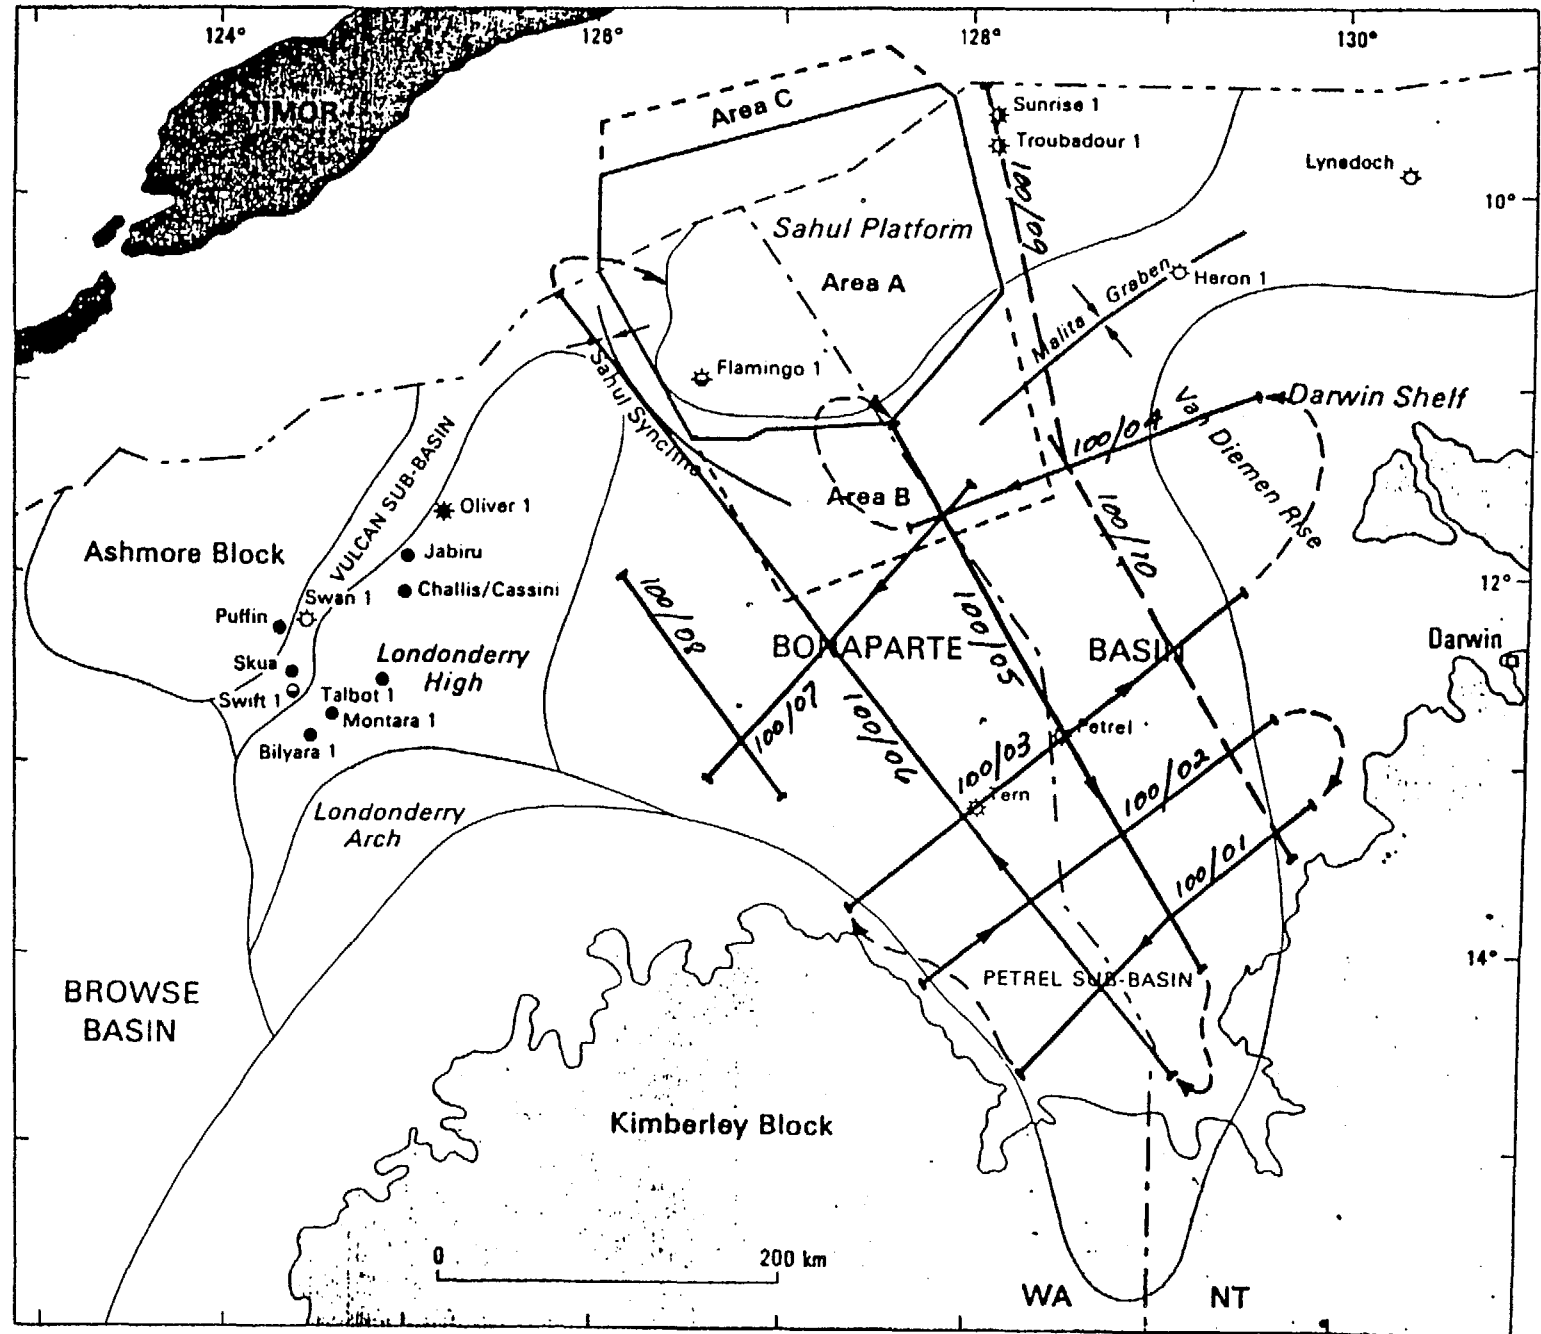 124°
126°
128°
130°
TIMOR
Area C
Sunrise 1
Troubadour 1
Lynedoch
100/09
10°
Sahul Platform
Area A
Malita Graben
Heron 1
Flamingo 1
Sahul Syncline
Darwin Shelf
100/04
Van Diemen Rise
VULCAN SUB-BASIN
Area B
Oliver 1
100/10
Ashmore Block
Jabiru
12°
Challis/Cassini
Swan 1
100/08
100/05
Puffin
BONAPARTE BASIN
Darwin
Londonderry
High
Skua
Swift 1
Talbot 1
Montara 1
Bilyara 1
100/07
100/06
Petrel
100/03
Tern
100/02
Londonderry
Arch
100/01
14°
PETREL SUB-BASIN
BROWSE
BASIN
Kimberley Block
0 200 km
WA NT